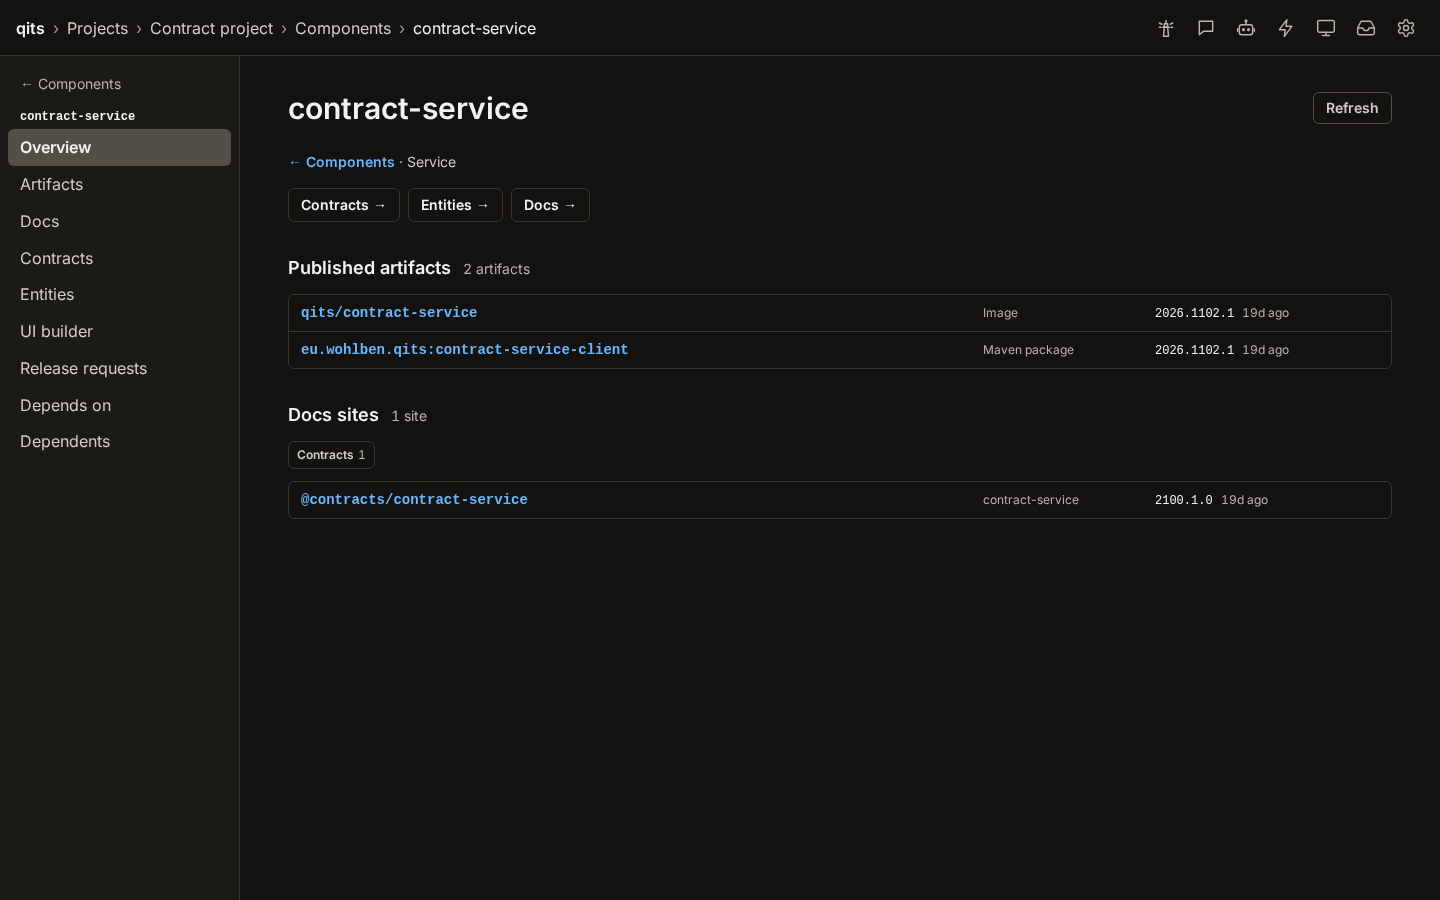 qits › Projects › Contract project › Components › contract-service
← Components
contract-service
Overview
Artifacts
Docs
Contracts
Entities
UI builder
Release requests
Depends on
Dependents
contract-service
Refresh
← Components · Service
Contracts → Entities → Docs →
Published artifacts 2 artifacts
qits/contract-service Image 2026.1102.1 19d ago
eu.wohlben.qits:contract-service-client Maven package 2026.1102.1 19d ago
Docs sites 1 site
Contracts 1
@contracts/contract-service contract-service 2100.1.0 19d ago